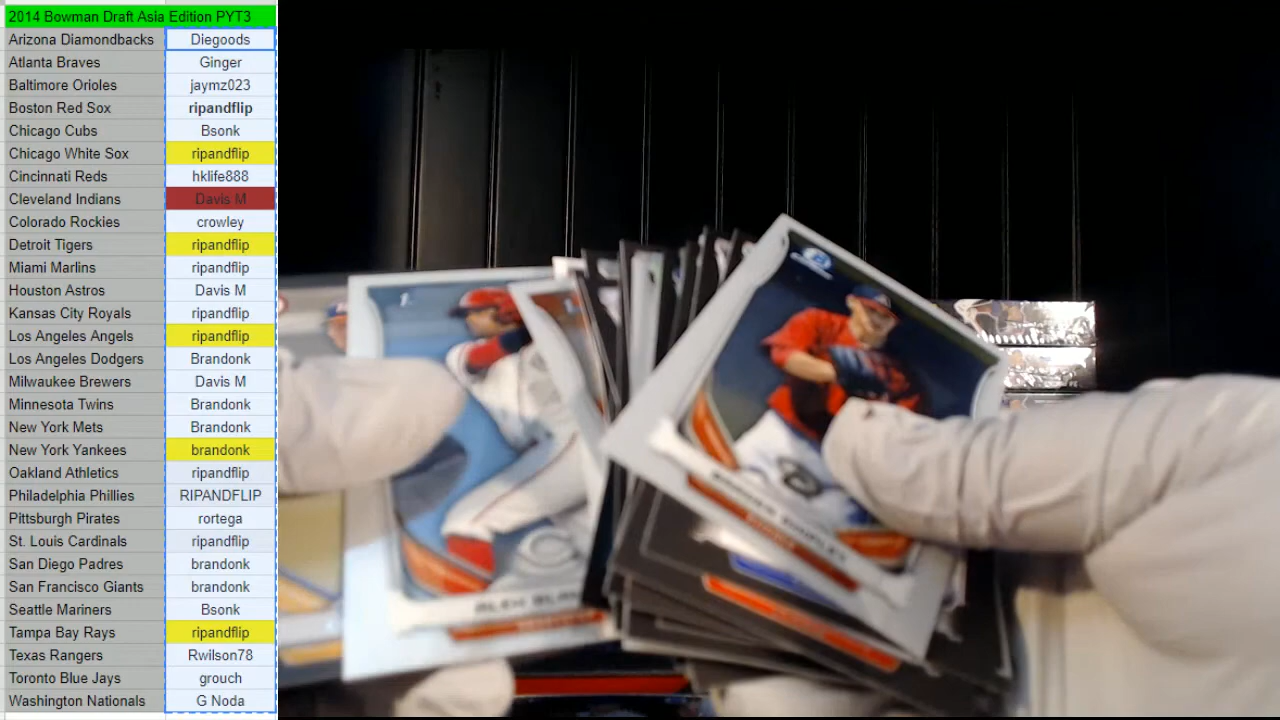 2014 Bowman Draft Asia Edition PYT3
Arizona Diamondbacks Diegoods
Atlanta Braves Ginger
Baltimore Orioles jaymz023
Boston Red Sox ripandflip
Chicago Cubs Bsonk
Chicago White Sox ripandflip
Cincinnati Reds hklife888
Cleveland Indians Davis M
Colorado Rockies crowley
Detroit Tigers ripandflip
Miami Marlins ripandflip
Houston Astros Davis M
Kansas City Royals ripandflip
Los Angeles Angels ripandflip
Los Angeles Dodgers Brandonk
Milwaukee Brewers Davis M
Minnesota Twins Brandonk
New York Mets Brandonk
New York Yankees brandonk
Oakland Athletics ripandflip
Philadelphia Phillies RIPANDFLIP
Pittsburgh Pirates rortega
St. Louis Cardinals ripandflip
San Diego Padres brandonk
San Francisco Giants brandonk
Seattle Mariners Bsonk
Tampa Bay Rays ripandflip
Texas Rangers Rwilson78
Toronto Blue Jays grouch
Washington Nationals G Noda
ALEX